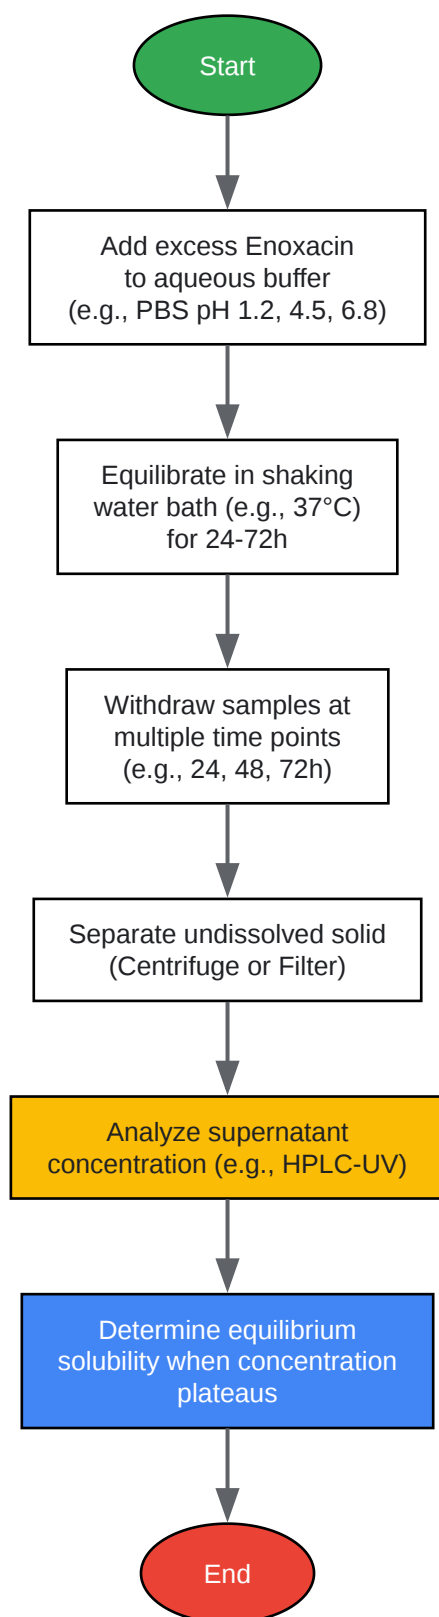 Start
Add excess Enoxacin
to aqueous buffer
(e.g., PBS pH 1.2, 4.5, 6.8)
Equilibrate in shaking
water bath (e.g., 37°C)
for 24-72h
Withdraw samples at
multiple time points
(e.g., 24, 48, 72h)
Separate undissolved solid
(Centrifuge or Filter)
Analyze supernatant
concentration (e.g., HPLC-UV)
Determine equilibrium
solubility when concentration
plateaus
End